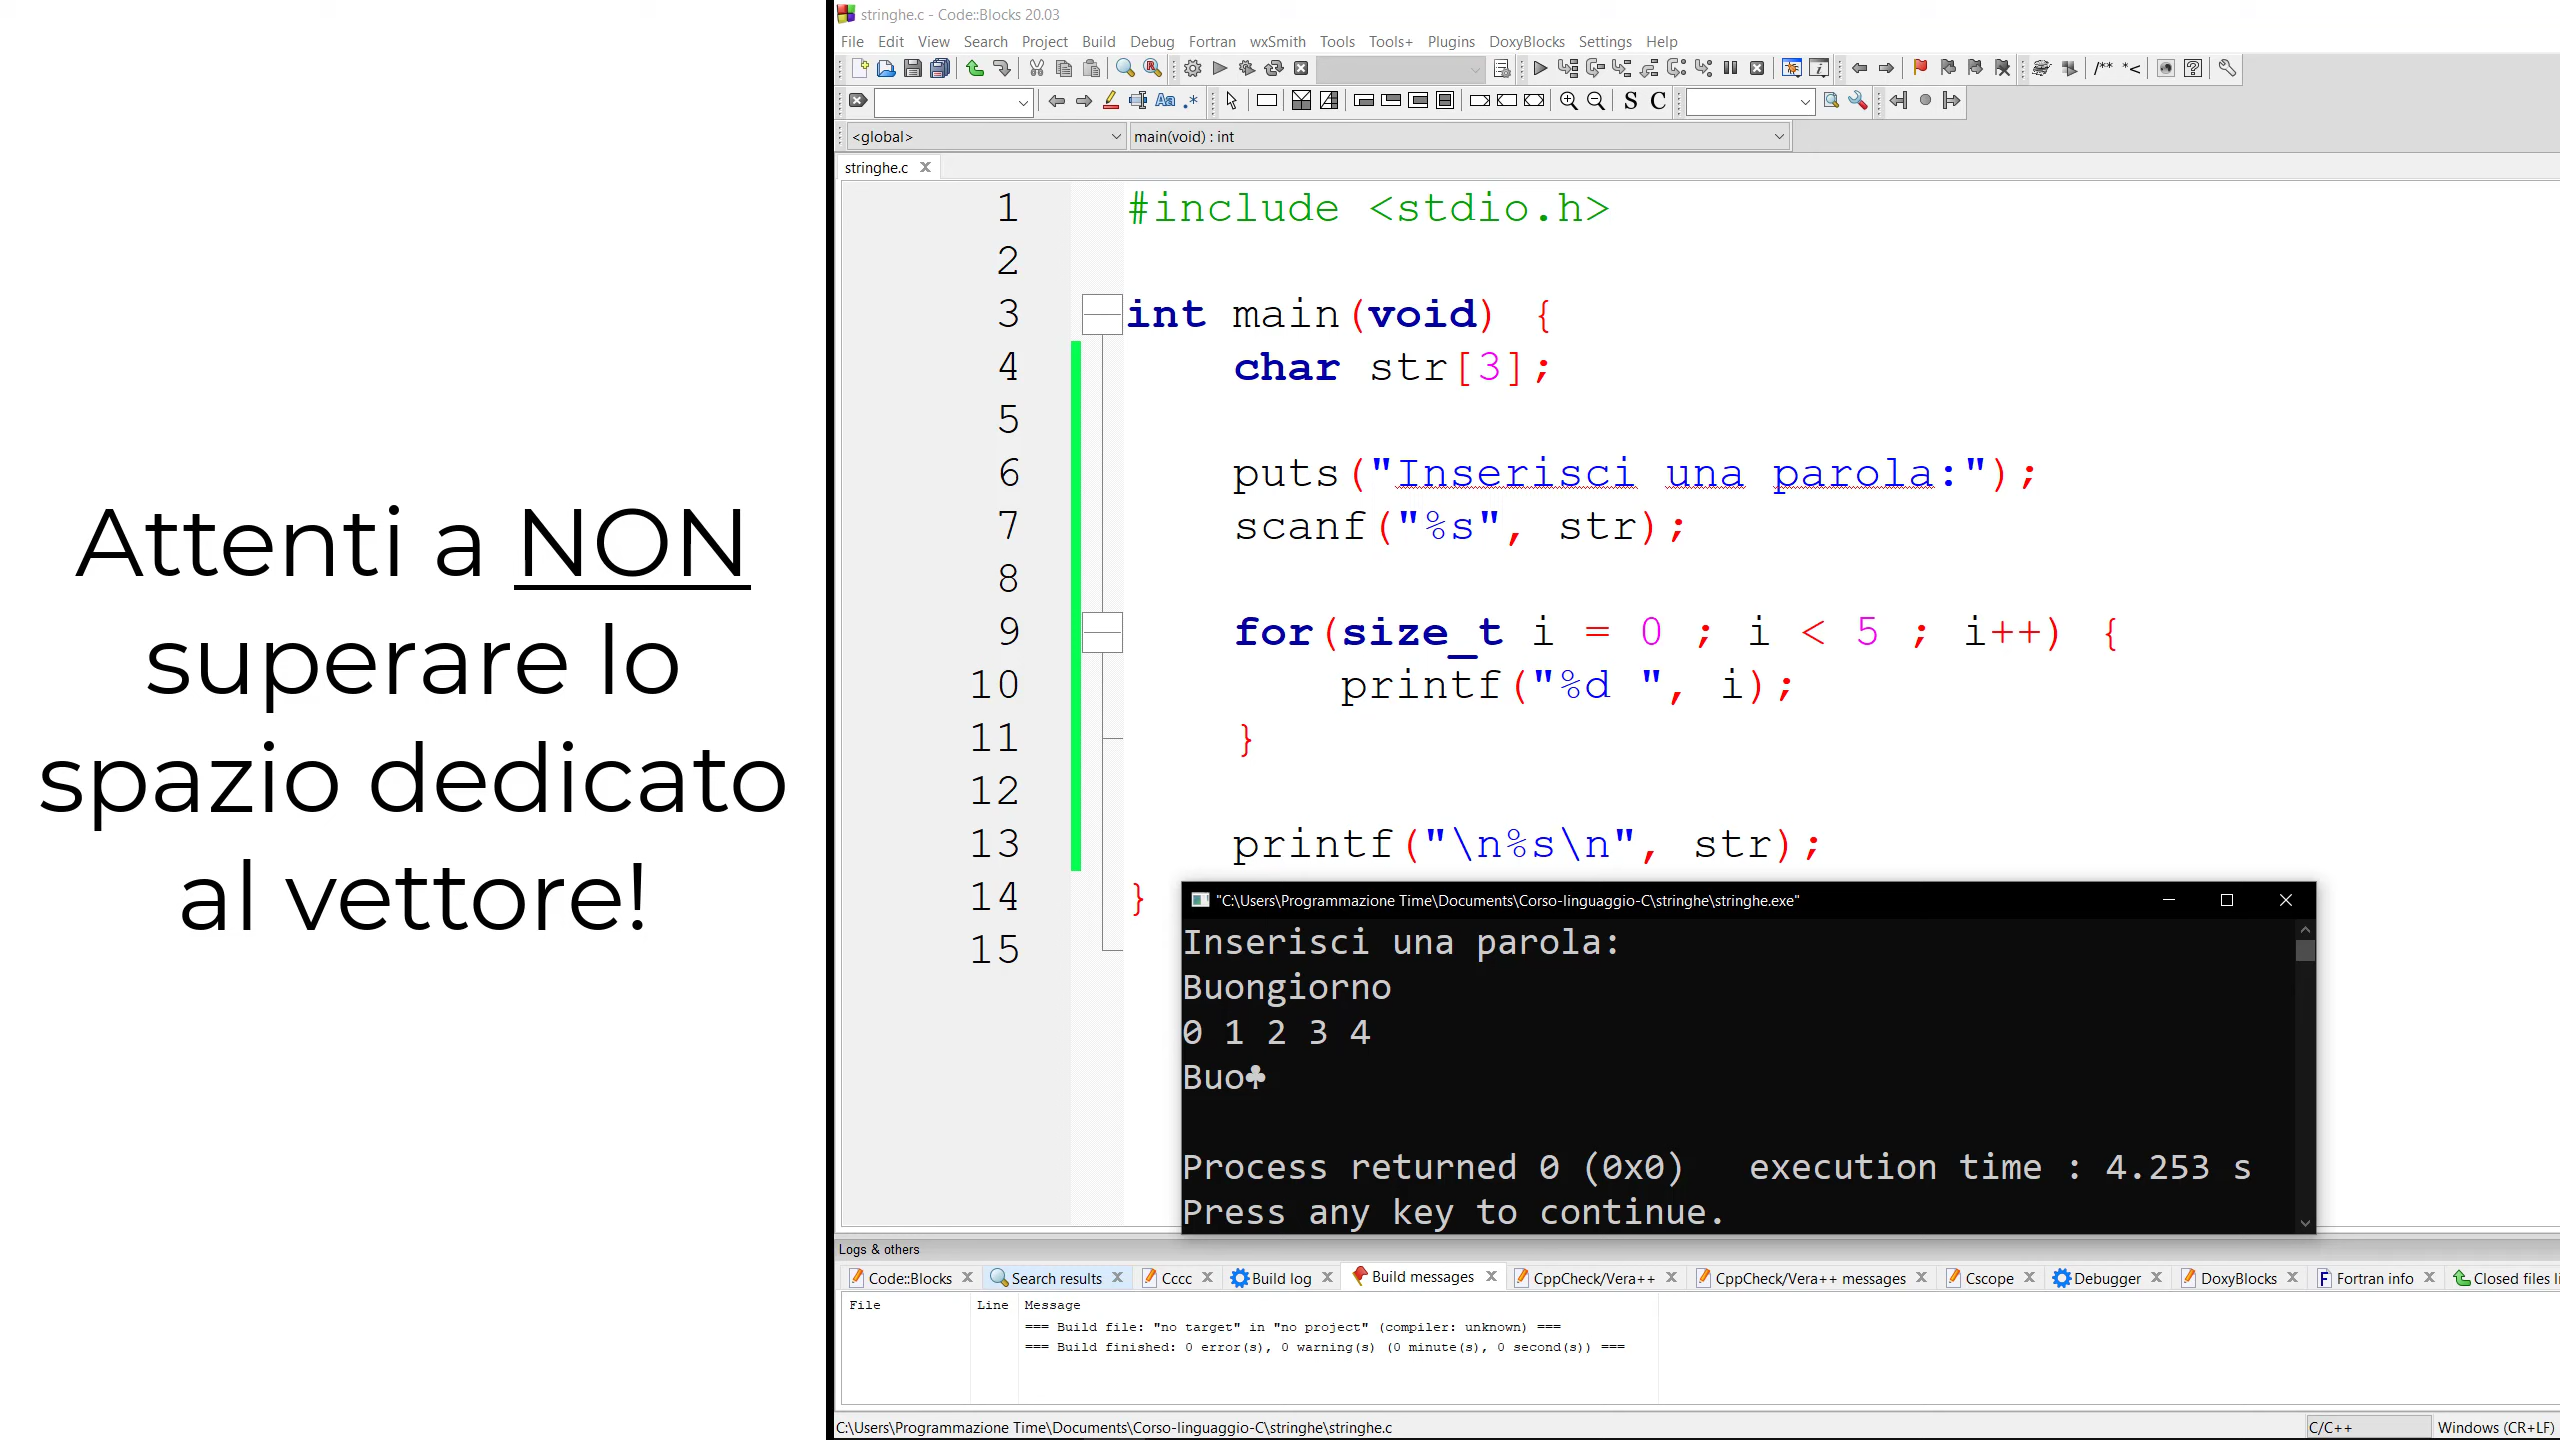 Attenti a NON
superare lo
spazio dedicato
al vettore!
stringhe.c - Code::Blocks 20.03
File Edit View Search Project Build Debug Fortran wxSmith Tools Tools+ Plugins DoxyBlocks Settings Help
/** *<
Aa .* S C
<global> main(void) : int
stringhe.c
1 #include <stdio.h>
2
3 int main(void) {
4 char str[3];
5
6 puts("Inserisci una parola:");
7 scanf("%s", str);
8
9 for(size_t i = 0 ; i < 5 ; i++) {
10 printf("%d ", i);
11 }
12
13 printf("\n%s\n", str);
14 }
15
"C:\Users\Programmazione Time\Documents\Corso-linguaggio-C\stringhe\stringhe.exe"
Inserisci una parola:
Buongiorno
0 1 2 3 4
Buo♣
Process returned 0 (0x0)   execution time : 4.253 s
Press any key to continue.
Logs & others
Code::Blocks Search results Cccc Build log Build messages CppCheck/Vera++ CppCheck/Vera++ messages Cscope Debugger DoxyBlocks Fortran info Closed files li
File Line Message
=== Build file: "no target" in "no project" (compiler: unknown) ===
=== Build finished: 0 error(s), 0 warning(s) (0 minute(s), 0 second(s)) ===
C:\Users\Programmazione Time\Documents\Corso-linguaggio-C\stringhe\stringhe.c C/C++ Windows (CR+LF)